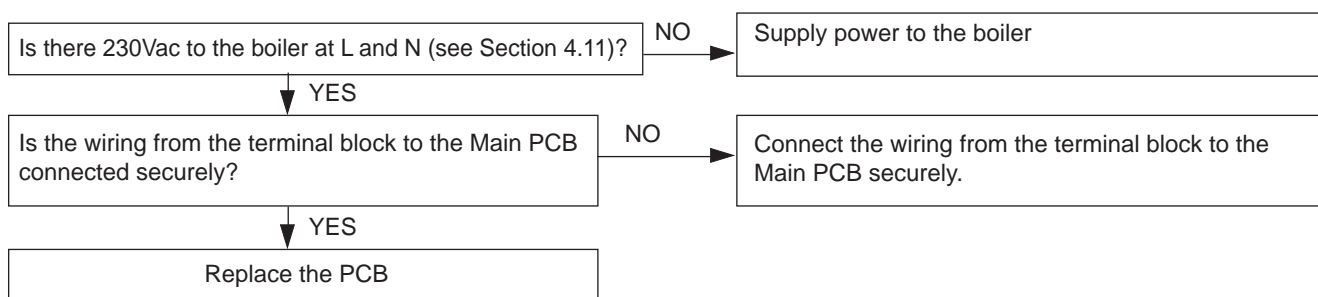 Is there 230Vac to the boiler at L and N (see Section 4.11)?
NO
Supply power to the boiler
YES
Is the wiring from the terminal block to the Main PCB
connected securely?
NO
Connect the wiring from the terminal block to the
Main PCB securely.
YES
Replace the PCB